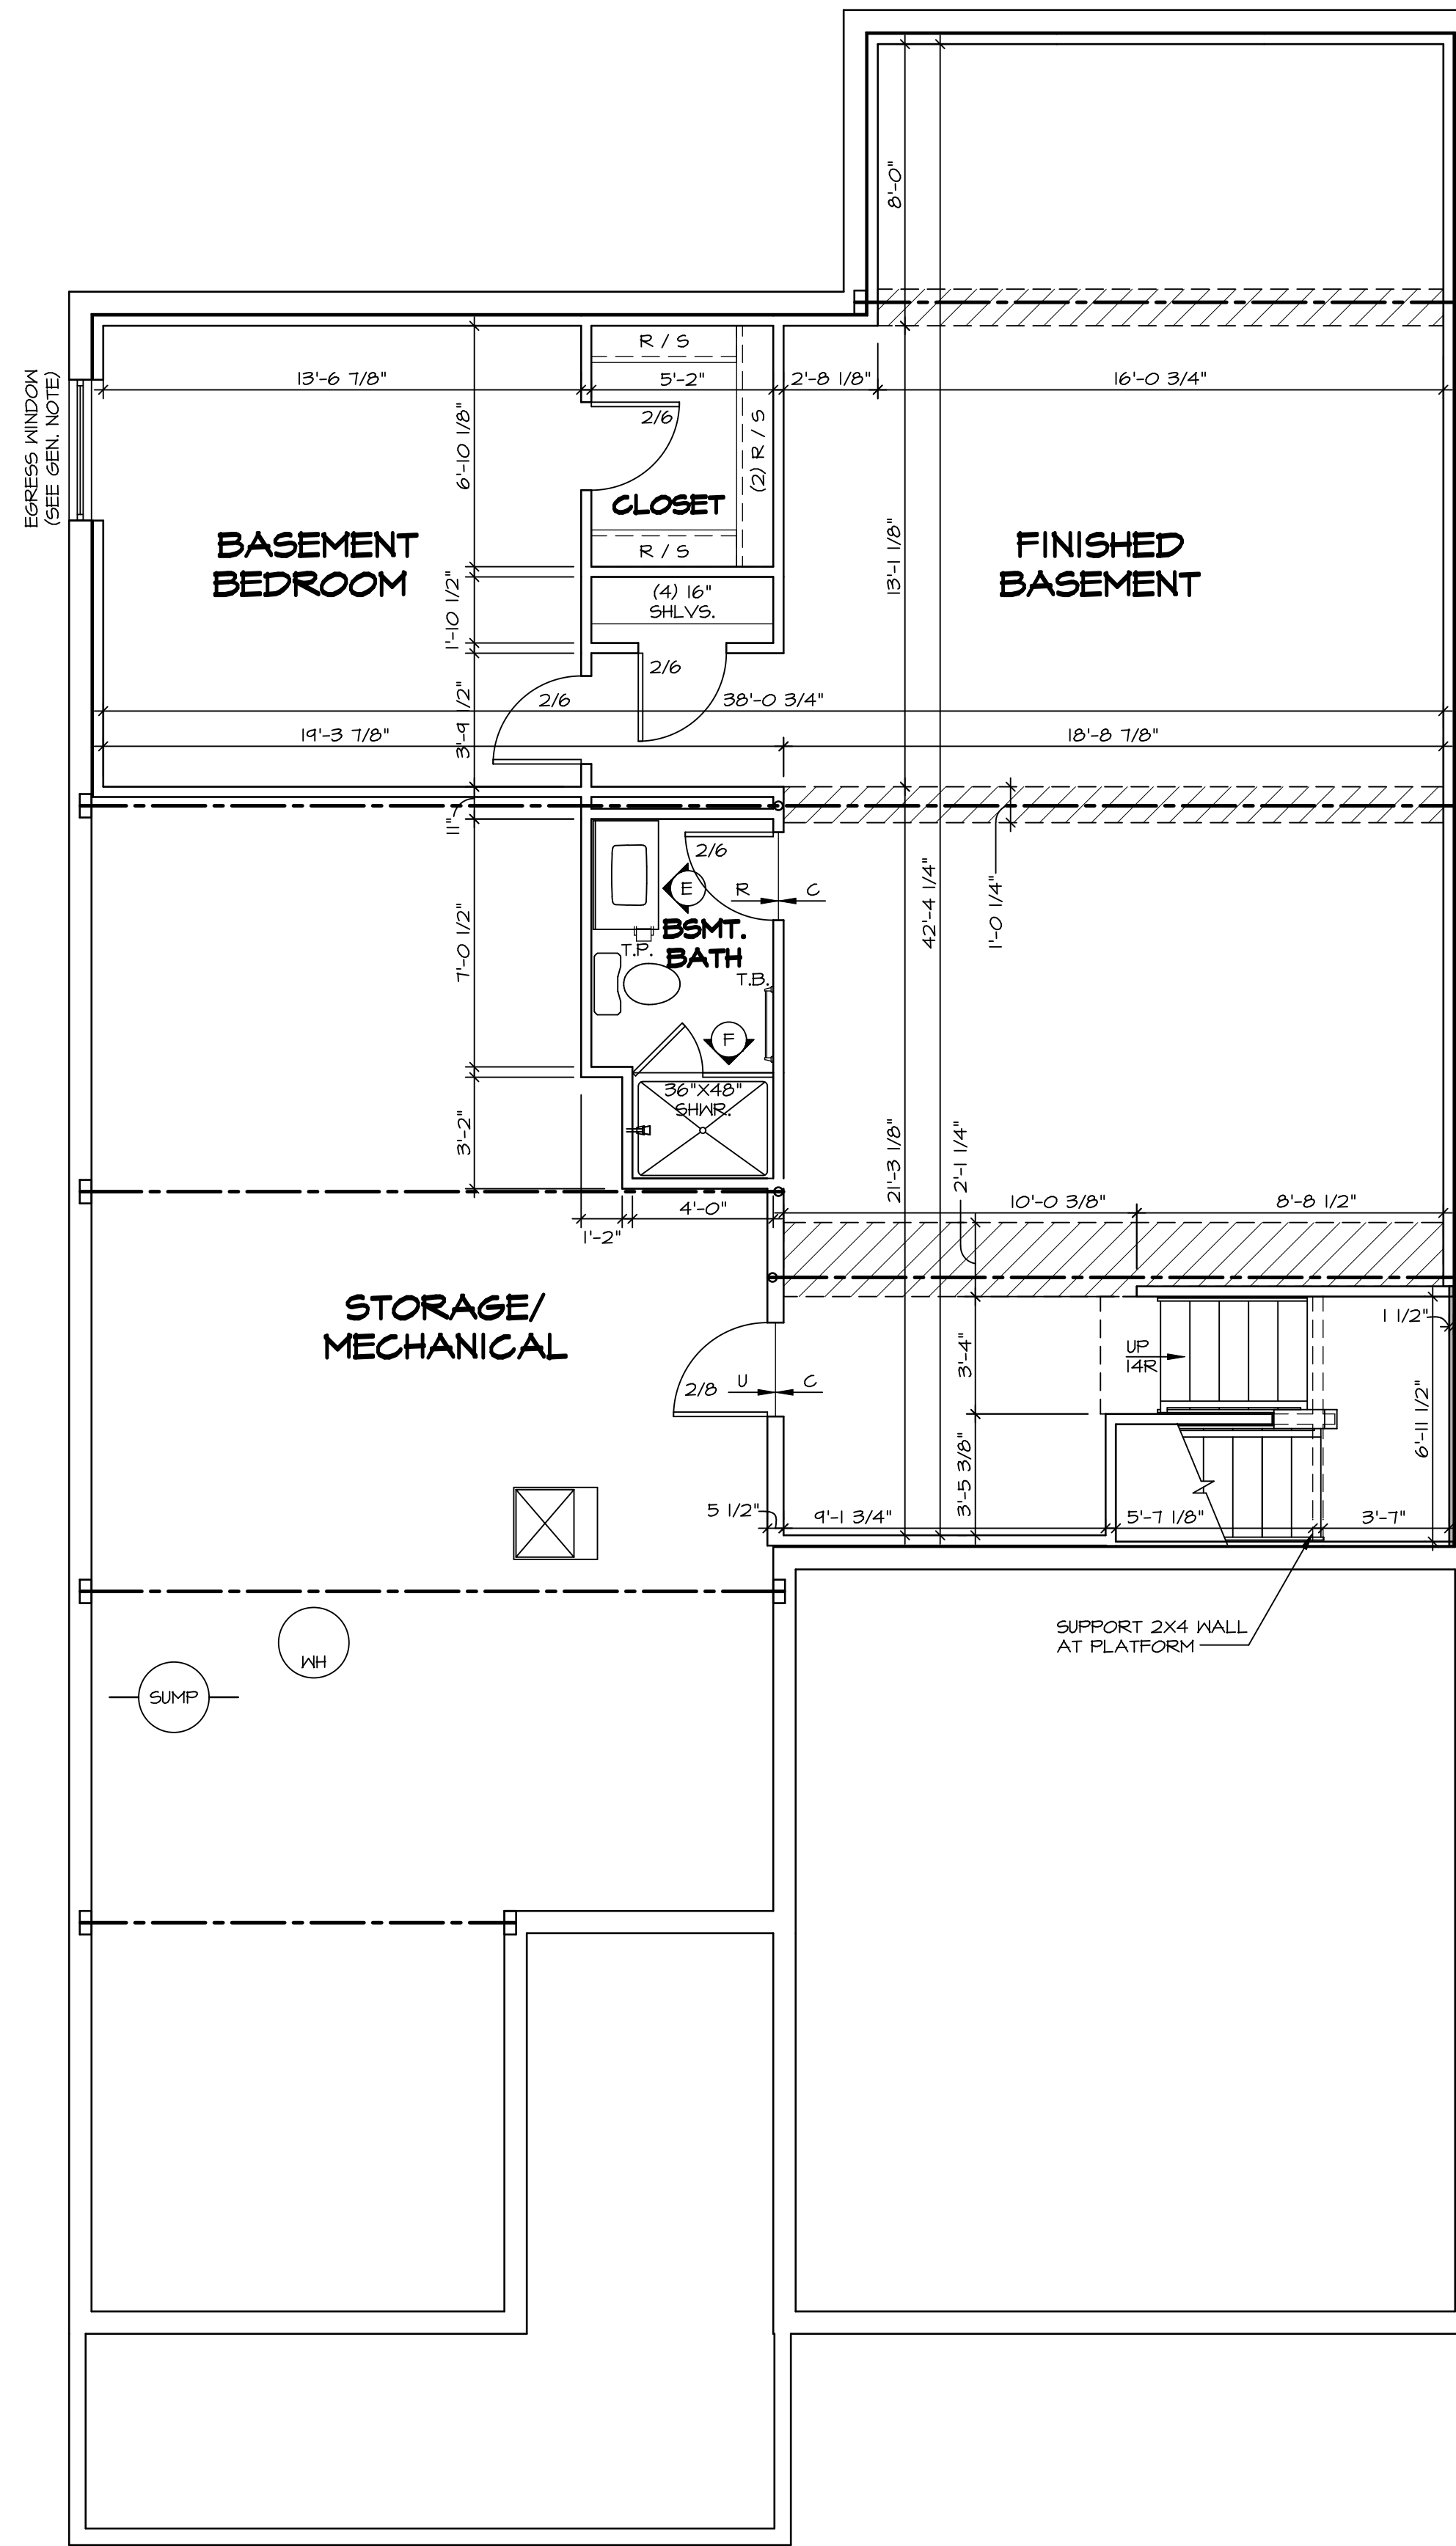 8'-0"
EGRESS WINDOW
(SEE GEN. NOTE)
R / S
13'-6 7/8"
5'-2"
2'-8 1/8"
16'-0 3/4"
6'-10 1/8"
2/6
(2) R / S
CLOSET
BASEMENT
BEDROOM
R / S
13'-1 1/8"
FINISHED
BASEMENT
1'-10 1/2"
(4) 16"
SHLVS.
2/6
2/6
38'-0 3/4"
3'-9 1/2"
19'-3 7/8"
18'-8 7/8"
11"
2/6
E
R
C
42'-4 1/4"
1'-0 1/4"
7'-0 1/2"
BSMT.
BATH
T.P.
T.B.
F
36"X48"
SHWR.
3'-2"
21'-3 1/8"
2'-1 1/4"
4'-0"
1'-2"
10'-0 3/8"
8'-8 1/2"
STORAGE/
MECHANICAL
1 1/2"
UP
14R
3'-4"
2/8
U
C
6'-11 1/2"
3'-5 3/8"
5 1/2"
9'-1 3/4"
5'-7 1/8"
3'-7"
SUPPORT 2X4 WALL
AT PLATFORM
WH
SUMP